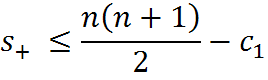 s₊ ≤ n(n + 1)/2 − c₁